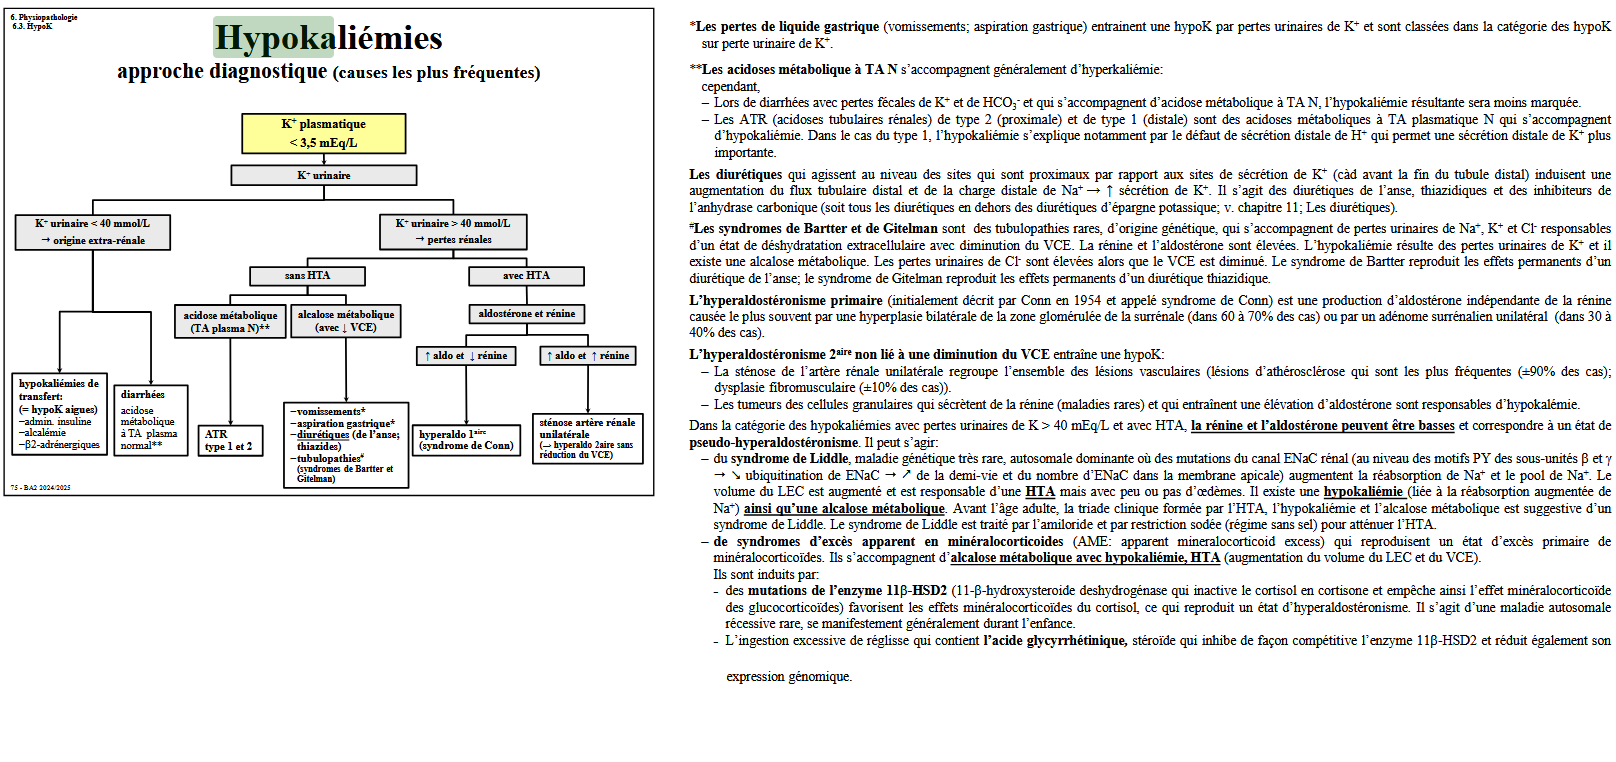 6. Physiopathologie
6.3. HypoK
Hypokaliémies
approche diagnostique (causes les plus fréquentes)
K⁺ plasmatique
< 3,5 mEq/L
K⁺ urinaire
K⁺ urinaire < 40 mmol/L
→ origine extra-rénale
K⁺ urinaire > 40 mmol/L
→ pertes rénales
sans HTA
avec HTA
acidose métabolique
(TA plasma N)**
alcalose métabolique
(avec ↓ VCE)
aldostérone et rénine
↑ aldo et ↓ rénine
↑ aldo et ↑ rénine
hypokaliémies de
transfert:
(= hypoK aigues)
−admin. insuline
−alcalémie
−β2-adrénergiques
diarrhées
acidose
métabolique
à TA plasma
normal**
ATR
type 1 et 2
−vomissements*
−aspiration gastrique*
−diurétiques (de l’anse;
thiazides)
−tubulopathies#
(syndromes de Bartter et
Gitelman)
hyperaldo 1aire
(syndrome de Conn)
sténose artère rénale
unilatérale
(→ hyperaldo 2aire sans
réduction du VCE)
75 - BA2 2024/2025
*Les pertes de liquide gastrique (vomissements; aspiration gastrique) entrainent une hypoK par pertes urinaires de K⁺ et sont classées dans la catégorie des hypoK
sur perte urinaire de K⁺.
**Les acidoses métabolique à TA N s’accompagnent généralement d’hyperkaliémie:
cependant,
– Lors de diarrhées avec pertes fécales de K⁺ et de HCO₃⁻ et qui s’accompagnent d’acidose métabolique à TA N, l’hypokaliémie résultante sera moins marquée.
– Les ATR (acidoses tubulaires rénales) de type 2 (proximale) et de type 1 (distale) sont des acidoses métaboliques à TA plasmatique N qui s’accompagnent
d’hypokaliémie. Dans le cas du type 1, l’hypokaliémie s’explique notamment par le défaut de sécrétion distale de H⁺ qui permet une sécrétion distale de K⁺ plus
importante.
Les diurétiques qui agissent au niveau des sites qui sont proximaux par rapport aux sites de sécrétion de K⁺ (càd avant la fin du tubule distal) induisent une
augmentation du flux tubulaire distal et de la charge distale de Na⁺ → ↑ sécrétion de K⁺. Il s’agit des diurétiques de l’anse, thiazidiques et des inhibiteurs de
l’anhydrase carbonique (soit tous les diurétiques en dehors des diurétiques d’épargne potassique; v. chapitre 11; Les diurétiques).
#Les syndromes de Bartter et de Gitelman sont des tubulopathies rares, d’origine génétique, qui s’accompagnent de pertes urinaires de Na⁺, K⁺ et Cl⁻ responsables
d’un état de déshydratation extracellulaire avec diminution du VCE. La rénine et l’aldostérone sont élevées. L’hypokaliémie résulte des pertes urinaires de K⁺ et il
existe une alcalose métabolique. Les pertes urinaires de Cl⁻ sont élevées alors que le VCE est diminué. Le syndrome de Bartter reproduit les effets permanents d’un
diurétique de l’anse; le syndrome de Gitelman reproduit les effets permanents d’un diurétique thiazidique.
L’hyperaldostéronisme primaire (initialement décrit par Conn en 1954 et appelé syndrome de Conn) est une production d’aldostérone indépendante de la rénine
causée le plus souvent par une hyperplasie bilatérale de la zone glomérulée de la surrénale (dans 60 à 70% des cas) ou par un adénome surrénalien unilatéral (dans 30 à
40% des cas).
L’hyperaldostéronisme 2aire non lié à une diminution du VCE entraîne une hypoK:
– La sténose de l’artère rénale unilatérale regroupe l’ensemble des lésions vasculaires (lésions d’athérosclérose qui sont les plus fréquentes (±90% des cas);
dysplasie fibromusculaire (±10% des cas)).
– Les tumeurs des cellules granulaires qui sécrètent de la rénine (maladies rares) et qui entraînent une élévation d’aldostérone sont responsables d’hypokaliémie.
Dans la catégorie des hypokaliémies avec pertes urinaires de K > 40 mEq/L et avec HTA, la rénine et l’aldostérone peuvent être basses et correspondre à un état de
pseudo-hyperaldostéronisme. Il peut s’agir:
– du syndrome de Liddle, maladie génétique très rare, autosomale dominante où des mutations du canal ENaC rénal (au niveau des motifs PY des sous-unités β et γ
→ ↘ ubiquitination de ENaC → ↗ de la demi-vie et du nombre d’ENaC dans la membrane apicale) augmentent la réabsorption de Na⁺ et le pool de Na⁺. Le
volume du LEC est augmenté et est responsable d’une HTA mais avec peu ou pas d’œdèmes. Il existe une hypokaliémie (liée à la réabsorption augmentée de
Na⁺) ainsi qu’une alcalose métabolique. Avant l’âge adulte, la triade clinique formée par l’HTA, l’hypokaliémie et l’alcalose métabolique est suggestive d’un
syndrome de Liddle. Le syndrome de Liddle est traité par l’amiloride et par restriction sodée (régime sans sel) pour atténuer l’HTA.
– de syndromes d’excès apparent en minéralocorticoides (AME: apparent mineralocorticoid excess) qui reproduisent un état d’excès primaire de
minéralocorticoïdes. Ils s’accompagnent d’alcalose métabolique avec hypokaliémie, HTA (augmentation du volume du LEC et du VCE).
Ils sont induits par:
- des mutations de l’enzyme 11β-HSD2 (11-β-hydroxysteroide deshydrogénase qui inactive le cortisol en cortisone et empêche ainsi l’effet minéralocorticoïde
des glucocorticoïdes) favorisent les effets minéralocorticoïdes du cortisol, ce qui reproduit un état d’hyperaldostéronisme. Il s’agit d’une maladie autosomale
récessive rare, se manifestement généralement durant l’enfance.
- L’ingestion excessive de réglisse qui contient l’acide glycyrrhétinique, stéroïde qui inhibe de façon compétitive l’enzyme 11β-HSD2 et réduit également son
expression génomique.